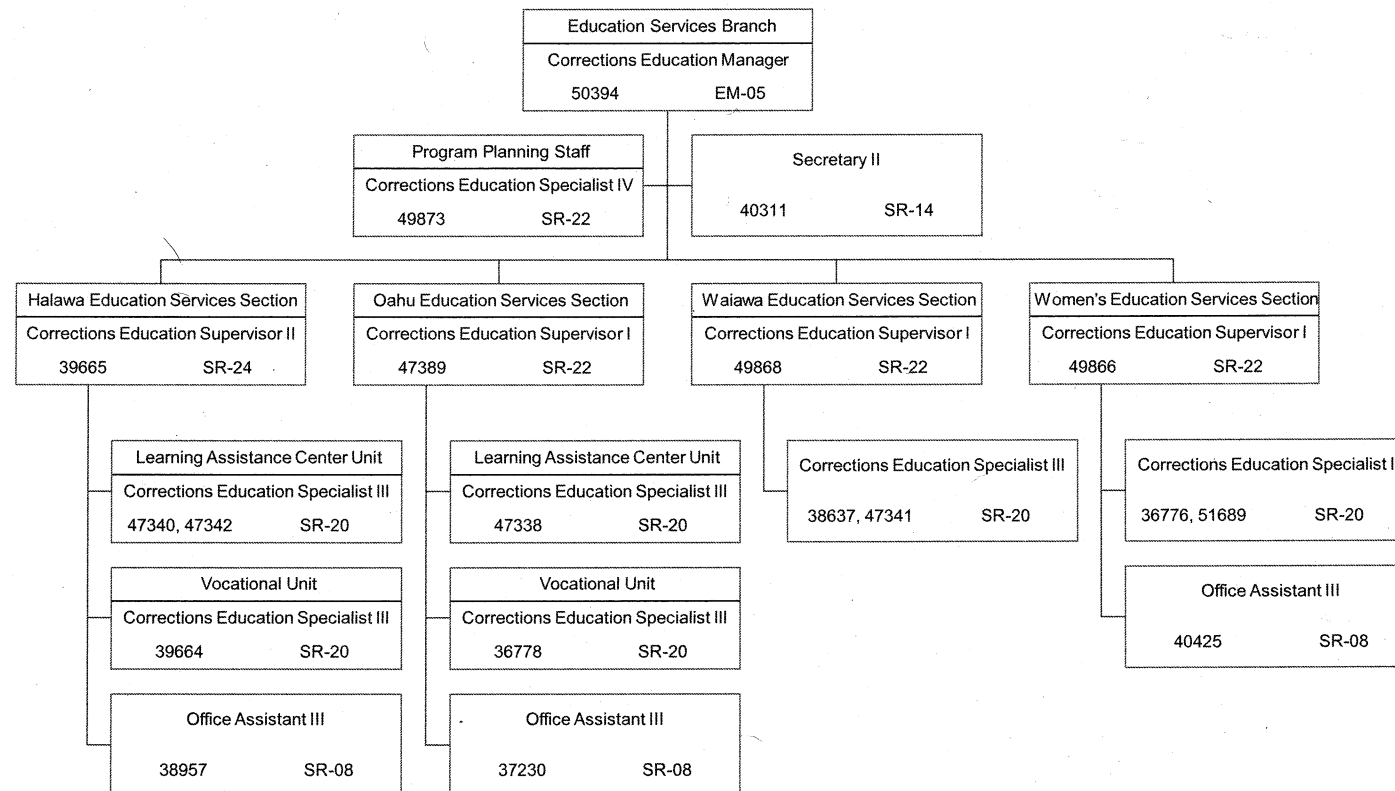 Education Services Branch
Corrections Education Manager
50394 EM-05
Program Planning Staff
Corrections Education Specialist IV
49873 SR-22
Secretary II
40311 SR-14
Halawa Education Services Section
Corrections Education Supervisor II
39665 SR-24
Oahu Education Services Section
Corrections Education Supervisor I
47389 SR-22
Waiawa Education Services Section
Corrections Education Supervisor I
49868 SR-22
Women's Education Services Section
Corrections Education Supervisor I
49866 SR-22
Learning Assistance Center Unit
Corrections Education Specialist III
47340, 47342 SR-20
Vocational Unit
Corrections Education Specialist III
39664 SR-20
Office Assistant III
38957 SR-08
Learning Assistance Center Unit
Corrections Education Specialist III
47338 SR-20
Vocational Unit
Corrections Education Specialist III
36778 SR-20
Office Assistant III
37230 SR-08
Corrections Education Specialist III
38637, 47341 SR-20
Corrections Education Specialist
36776, 51689 SR-20
Office Assistant III
40425 SR-08